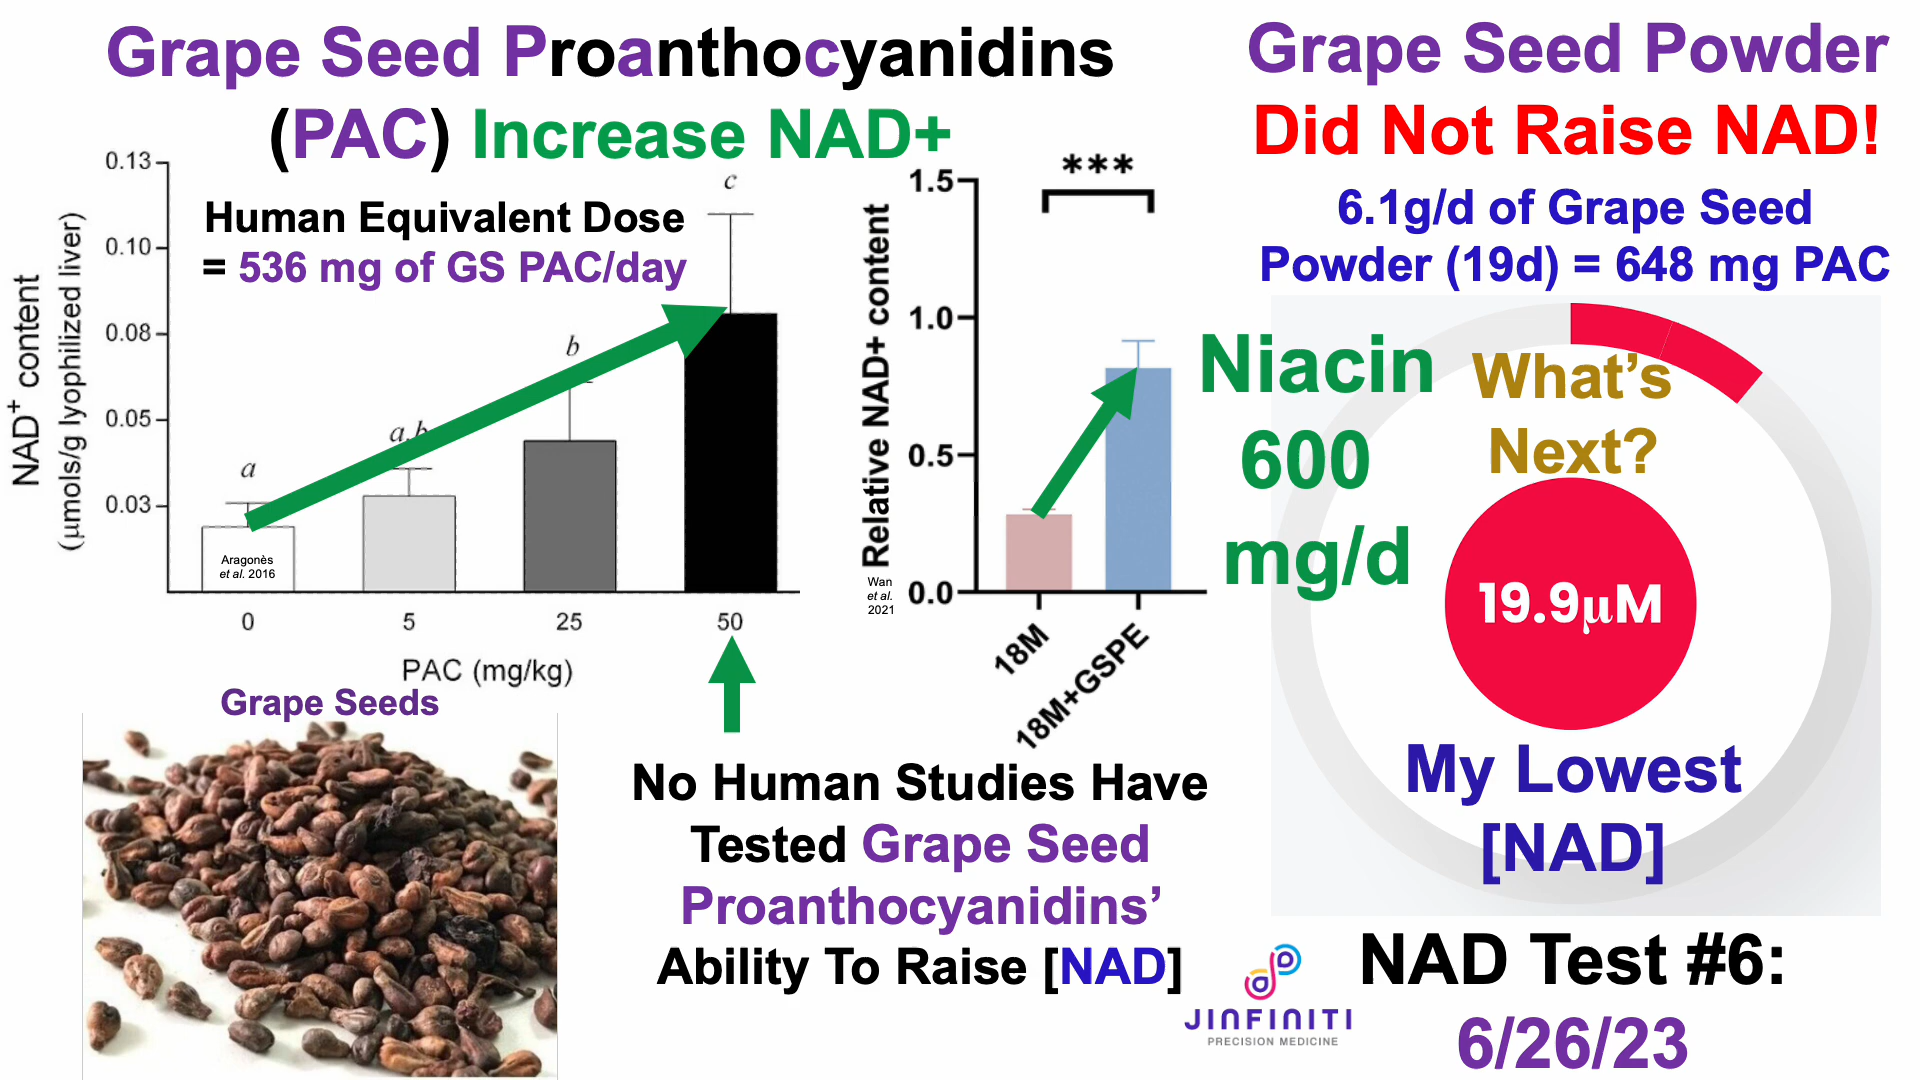 Grape Seed Proanthocyanidins
(PAC) Increase NAD+
Human Equivalent Dose
= 536 mg of GS PAC/day
NAD+ content
(µmols/g lyophilized liver)
0.13
0.10
0.08
0.05
0.03
a
a,b
b
c
Aragonès
et al. 2016
0
5
25
50
PAC (mg/kg)
Relative NAD+ content
1.5
1.0
0.5
0.0
***
Wan
et al.
2021
18M
18M+GSPE
Grape Seeds
No Human Studies Have
Tested Grape Seed
Proanthocyanidins’
Ability To Raise [NAD]
Grape Seed Powder
Did Not Raise NAD!
6.1g/d of Grape Seed
Powder (19d) = 648 mg PAC
Niacin
600
mg/d
What’s
Next?
19.9µM
My Lowest
[NAD]
JINFINITI
PRECISION MEDICINE
NAD Test #6:
6/26/23